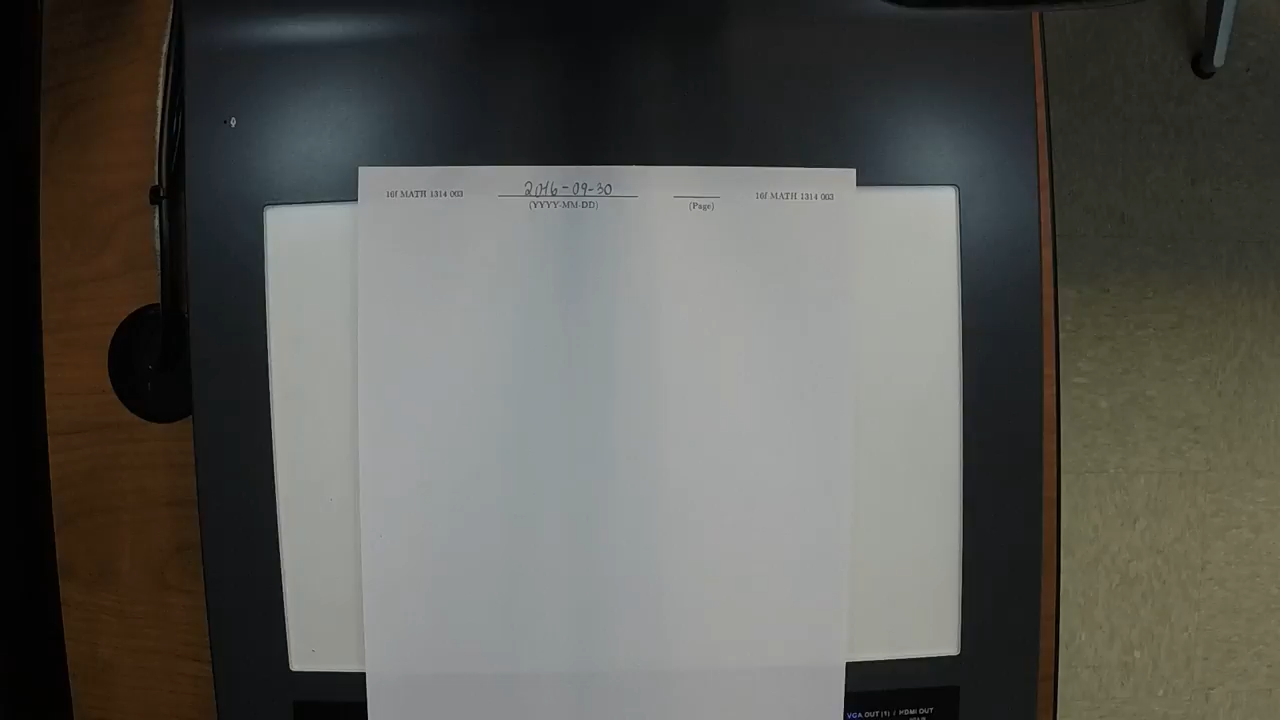 16f MATH 1314 003 2016-09-30 16f MATH 1314 003
(YYYY-MM-DD) (Page)
VGA OUT (1) / HDMI OUT